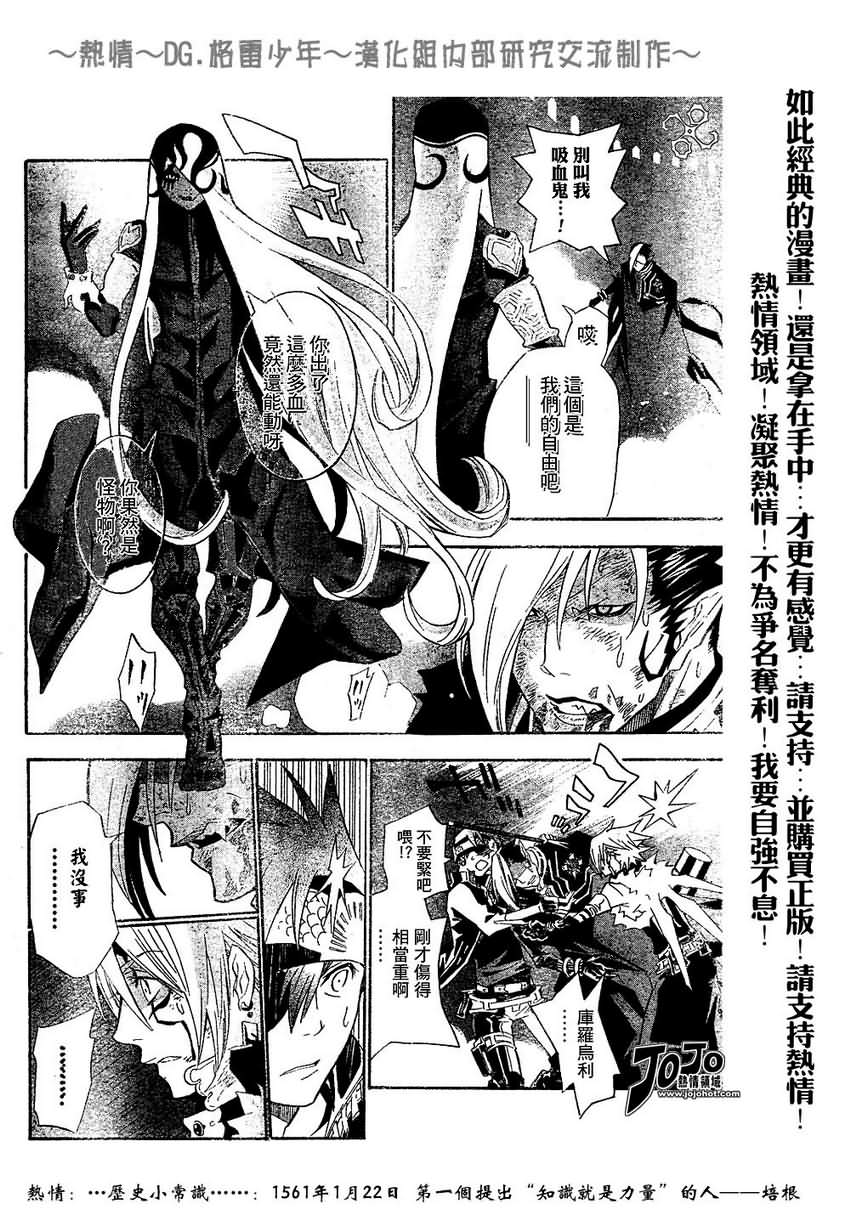 ～熱情～DG.格雷少年～漢化組內部研究交流制作～
如此經典的漫畫！還是拿在手中…才更有感覺…請支持…並購買正版！請支持熱情！
熱情領域！凝聚熱情！不為爭名奪利！我要自強不息！
別叫我
吸血鬼…！
哎
這個是
我們的自由吧
——
ドキ
你出了
這麼多血
竟然還能動呀
你果然是
怪物啊？
不要緊吧
喂!?
剛才傷得
相當重啊
……
庫羅烏利
……
我沒事
………
………
JOJO
熱情領域
www.jojohot.com
熱情：…歷史小常識……：1561年1月22日 第一個提出“知識就是力量”的人——培根